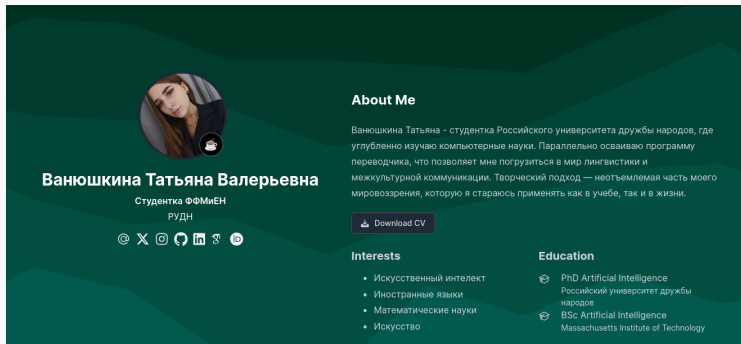 Ванюшкина Татьяна Валерьевна
Студентка ФФМиЕН
РУДН
About Me
Ванюшкина Татьяна - студентка Российского университета дружбы народов, где
углубленно изучаю компьютерные науки. Параллельно осваиваю программу
переводчика, что позволяет мне погрузиться в мир лингвистики и
межкультурной коммуникации. Творческий подход — неотъемлемая часть моего
мировоззрения, которую я стараюсь применять как в учебе, так и в жизни.
Download CV
Interests
Искусственный интелект
Иностранные языки
Математические науки
Искусство
Education
PhD Artificial Intelligence
Российский университет дружбы
народов
BSc Artificial Intelligence
Massachusetts Institute of Technology